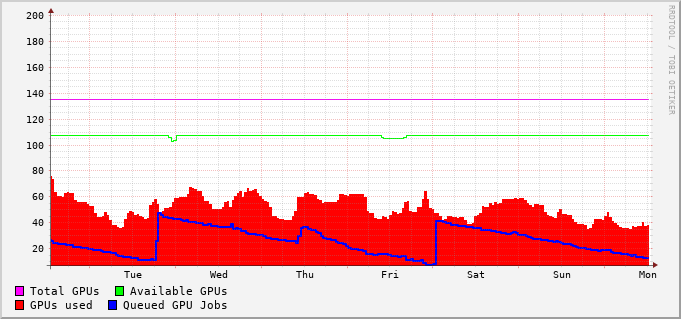 200
180
160
140
120
100
80
60
40
20
Tue Wed Thu Fri Sat Sun Mon
Total GPUs Available GPUs
GPUs used Queued GPU Jobs
RRDTOOL / TOBI OETIKER